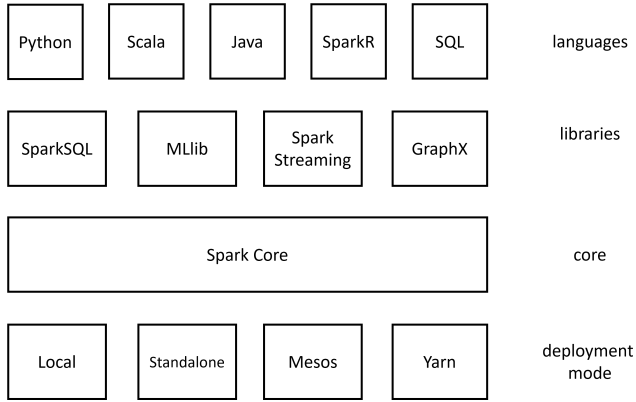 Python Scala Java SparkR SQL languages
SparkSQL MLlib Spark Streaming GraphX libraries
Spark Core core
Local Standalone Mesos Yarn deployment mode